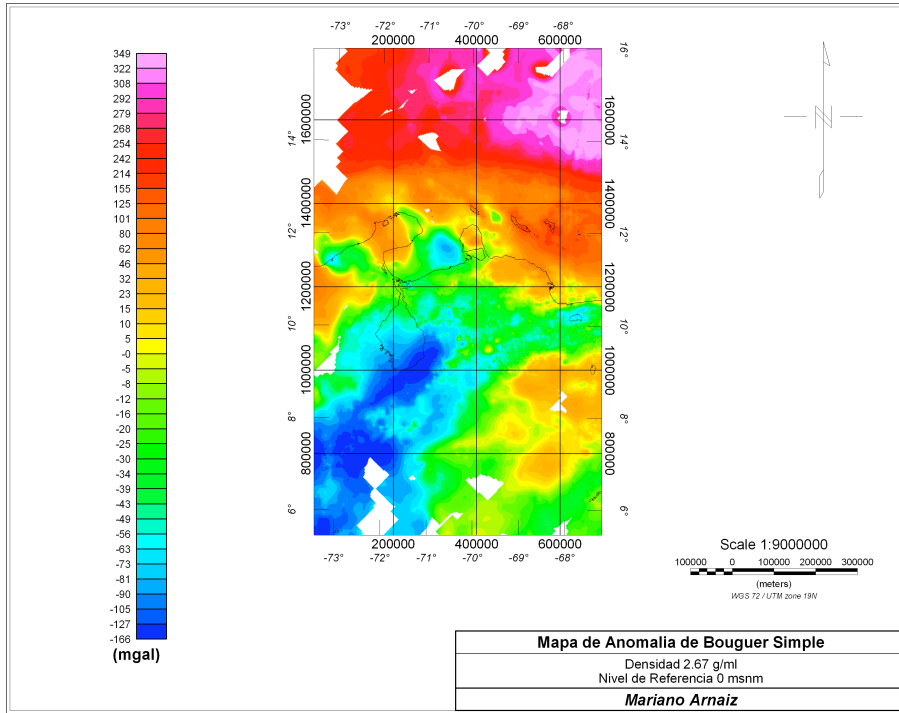 -73° -72° -71° -70° -69° -68°
200000 400000 600000
349
322
308
292
279
268
254
242
214
155
125
101
80
62
46
32
23
15
10
5
-0
-5
-8
-12
-16
-20
-25
-30
-34
-39
-43
-49
-56
-63
-73
-81
-90
-105
-127
-166
(mgal)
14° 12° 10° 8° 6°
1600000 1400000 1200000 1000000 800000
1600000 1400000 1200000 1000000 800000
16° 14° 12° 10° 8° 6°
200000 400000 600000
-73° -72° -71° -70° -69° -68°
N
Scale 1:9000000
100000 0 100000 200000 300000
(meters)
WGS 72 / UTM zone 19N
Mapa de Anomalia de Bouguer Simple
Densidad 2.67 g/ml
Nivel de Referencia 0 msnm
Mariano Arnaiz